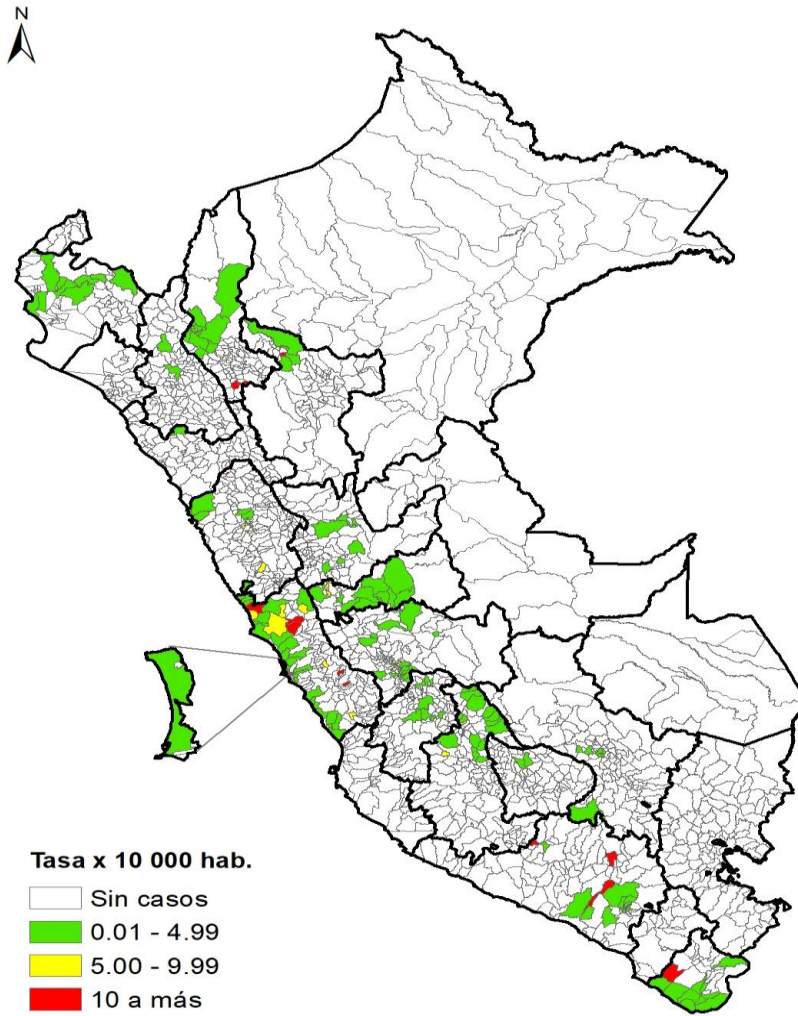 N
Tasa x 10 000 hab.
Sin casos
0.01 - 4.99
5.00 - 9.99
10 a más